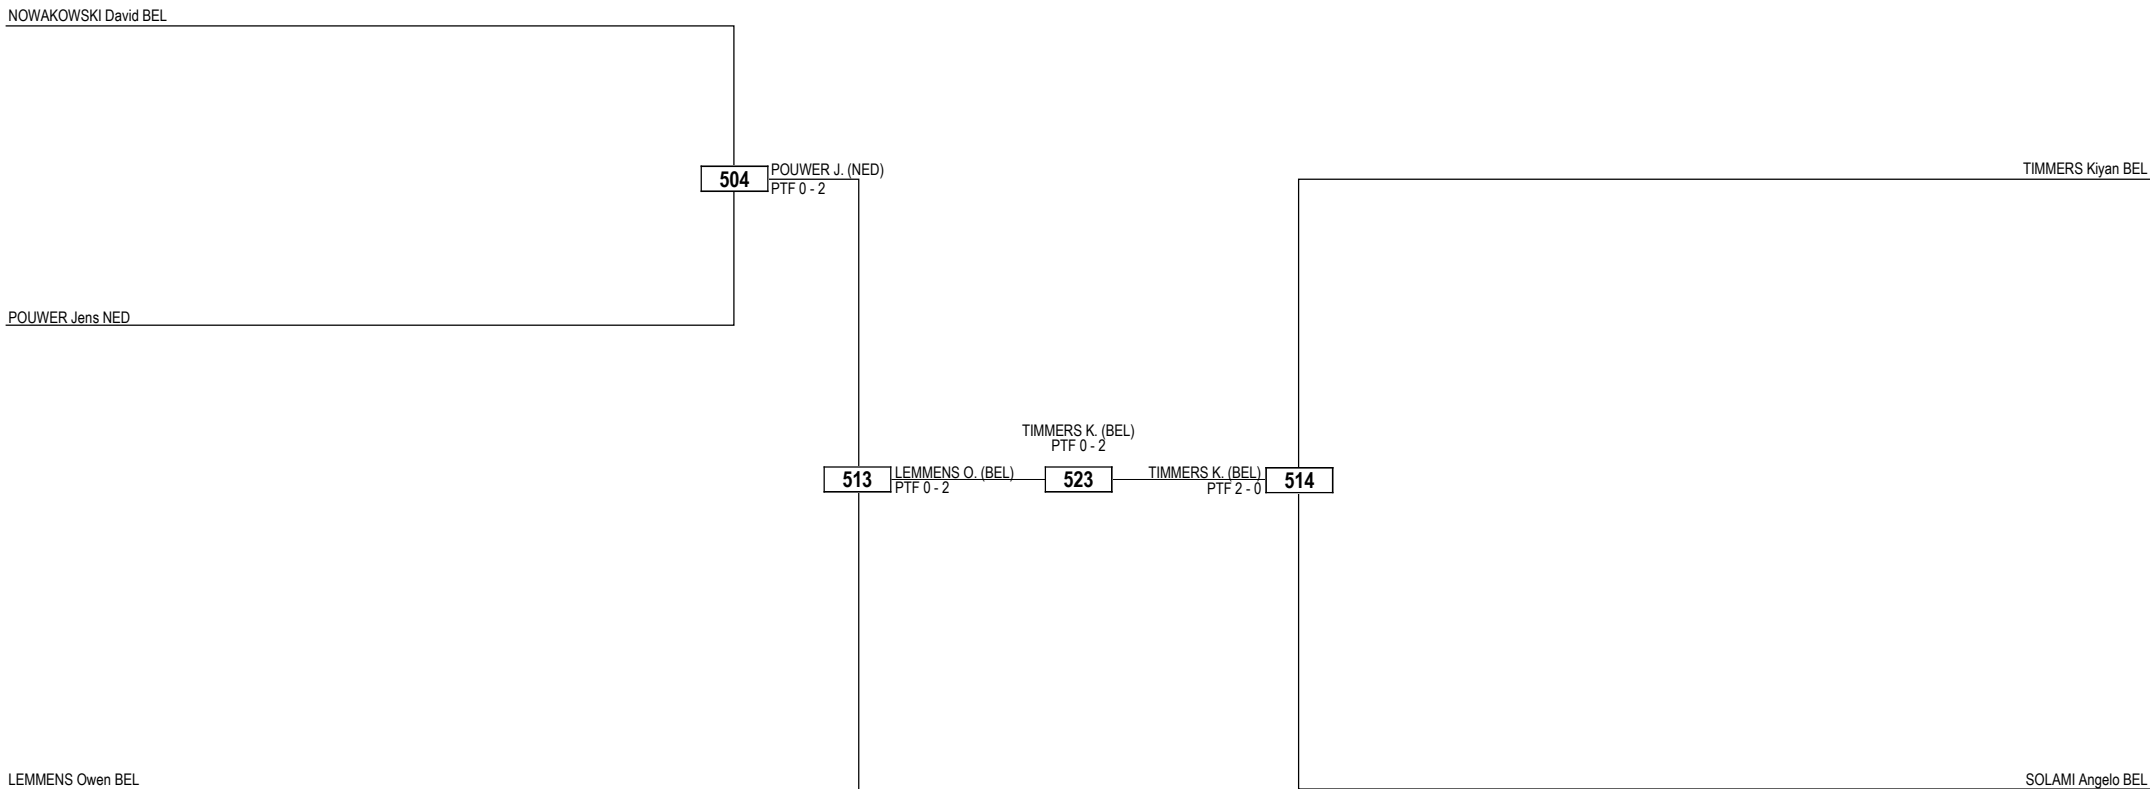 NOWAKOWSKI David BEL
504
POUWER J. (NED)
PTF 0 - 2
TIMMERS Kiyan BEL
POUWER Jens NED
TIMMERS K. (BEL)
PTF 0 - 2
513
LEMMENS O. (BEL)
PTF 0 - 2
523
TIMMERS K. (BEL)
PTF 2 - 0
514
LEMMENS Owen BEL
SOLAMI Angelo BEL